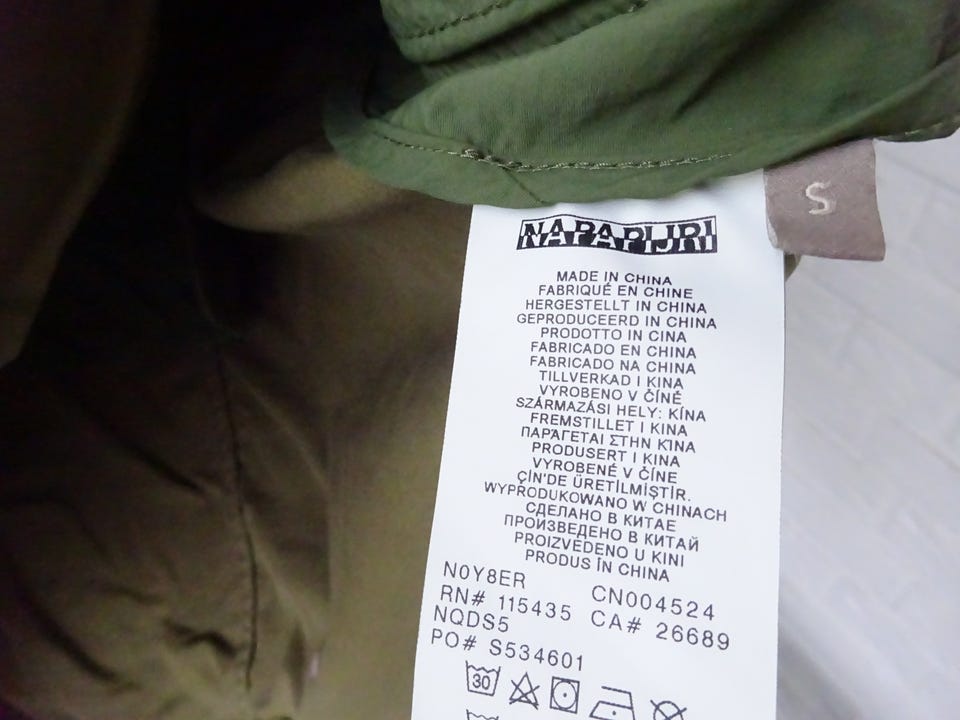 S
NAPAPIJRI
MADE IN CHINA
FABRIQUÉ EN CHINE
HERGESTELLT IN CHINA
GEPRODUCEERD IN CHINA
PRODOTTO IN CINA
FABRICADO EN CHINA
FABRICADO NA CHINA
TILLVERKAD I KINA
VYROBENO V ČÍNĚ
SZÁRMAZÁSI HELY: KÍNA
FREMSTILLET I KINA
ΠΑΡΑΓΕΤΑΙ ΣΤΗΝ ΚΊΝΑ
PRODUSERT I KINA
VYROBENÉ V ČÍNE
ÇİN'DE ÜRETİLMİŞTİR.
WYPRODUKOWANO W CHINACH
СДЕЛАНО В КИТАЕ
ПРОИЗВЕДЕНО В КИТАЙ
PROIZVEDENO U KINI
PRODUS ÎN CHINA
N0Y8ER CN004524
RN# 115435 CA# 26689
NQDS5
PO# S534601
30